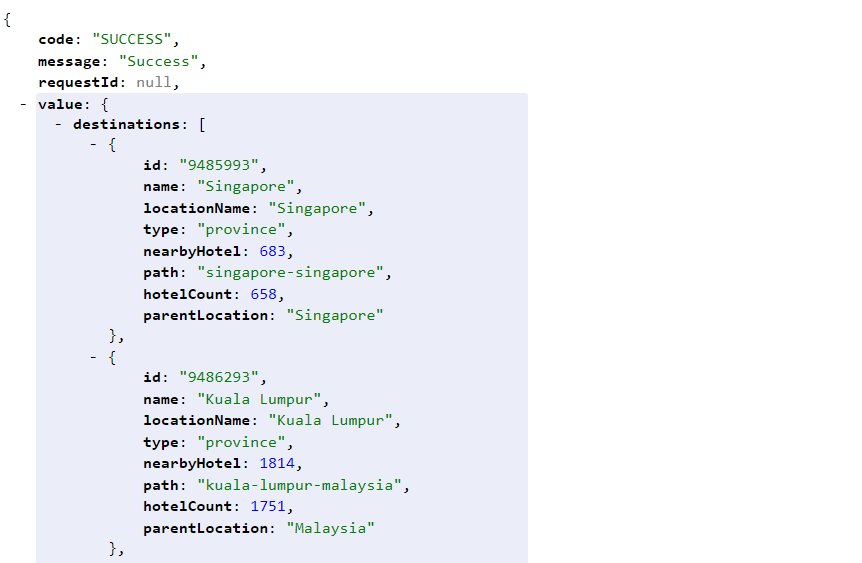 {
code: "SUCCESS",
message: "Success",
requestId: null,
- value: {
- destinations: [
- {
id: "9485993",
name: "Singapore",
locationName: "Singapore",
type: "province",
nearbyHotel: 683,
path: "singapore-singapore",
hotelCount: 658,
parentLocation: "Singapore"
},
- {
id: "9486293",
name: "Kuala Lumpur",
locationName: "Kuala Lumpur",
type: "province",
nearbyHotel: 1814,
path: "kuala-lumpur-malaysia",
hotelCount: 1751,
parentLocation: "Malaysia"
},